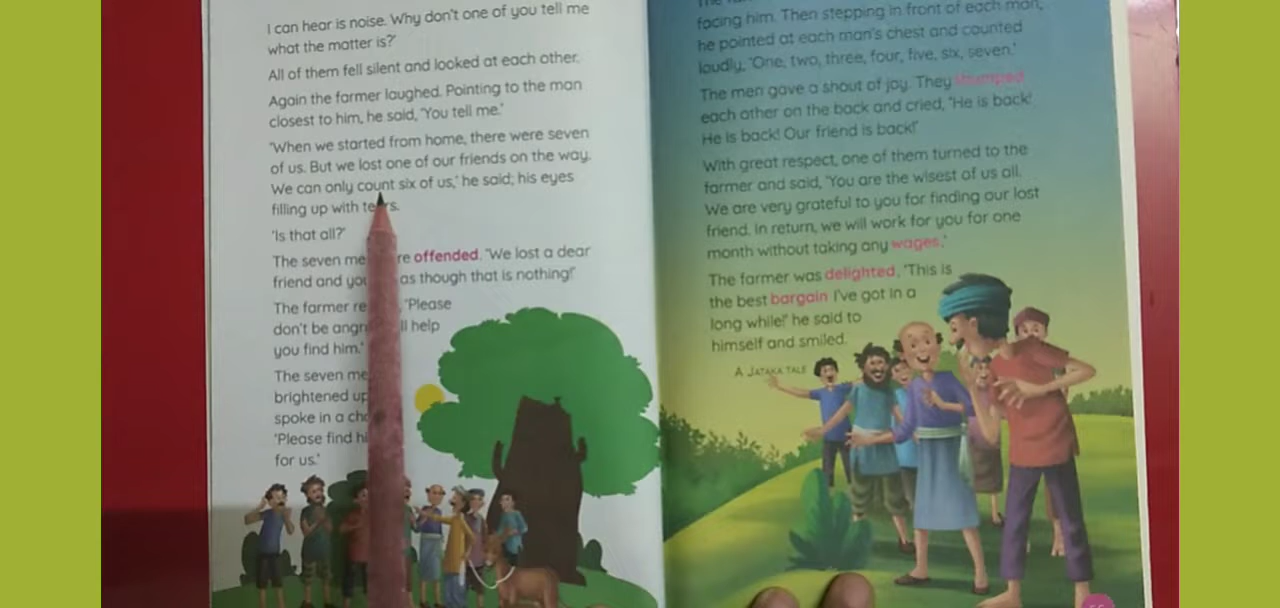 I can hear is noise. Why don't one of you tell me
what the matter is?'
All of them fell silent and looked at each other.
Again the farmer laughed. Pointing to the man
closest to him, he said, 'You tell me.'
'When we started from home, there were seven
of us. But we lost one of our friends on the way.
We can only count six of us,' he said; his eyes
filling up with
'Is that all?'
The seven re offended. 'We lost a dear
friend and as though that is nothing!'
The farmer 'Please
don't be help
you find him.'
The seven
brightened
spoke in a
'Please find
for us.'
facing him. Then stepping in front of each man,
he pointed at each man's chest and counted
loudly, 'One, two, three, four, five, six, seven.'
The men gave a shout of joy. They thumped
each other on the back and cried, 'He is back!
He is back! Our friend is back!'
With great respect, one of them turned to the
farmer and said, 'You are the wisest of us all.
We are very grateful to you for finding our lost
friend. In return, we will work for you for one
month without taking any wages.'
The farmer was delighted. 'This is
the best bargain I've got in a
long while!' he said to
himself and smiled.
A JATAKA TALE